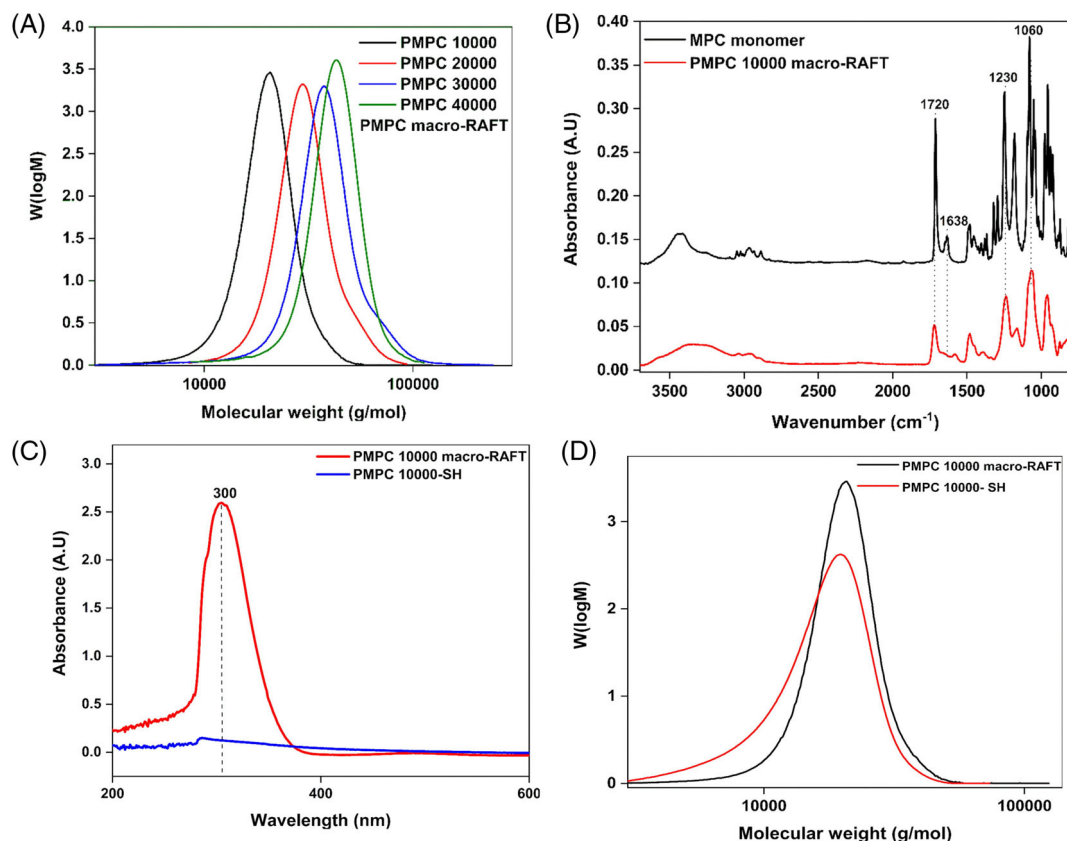 (A)
4.0
3.5
3.0
2.5
2.0
1.5
1.0
0.5
0.0
W(logM)
PMPC 10000
PMPC 20000
PMPC 30000
PMPC 40000
PMPC macro-RAFT
10000
100000
Molecular weight (g/mol)
(B)
0.40
0.35
0.30
0.25
0.20
0.15
0.10
0.05
0.00
Absorbance (A.U)
MPC monomer
PMPC 10000 macro-RAFT
1060
1230
1720
1638
3500
3000
2500
2000
1500
1000
Wavenumber (cm⁻¹)
(C)
3.0
2.5
2.0
1.5
1.0
0.5
0.0
Absorbance (A.U)
PMPC 10000 macro-RAFT
PMPC 10000-SH
300
200
400
600
Wavelength (nm)
(D)
3
2
1
0
W(logM)
PMPC 10000 macro-RAFT
PMPC 10000- SH
10000
100000
Molecular weight (g/mol)